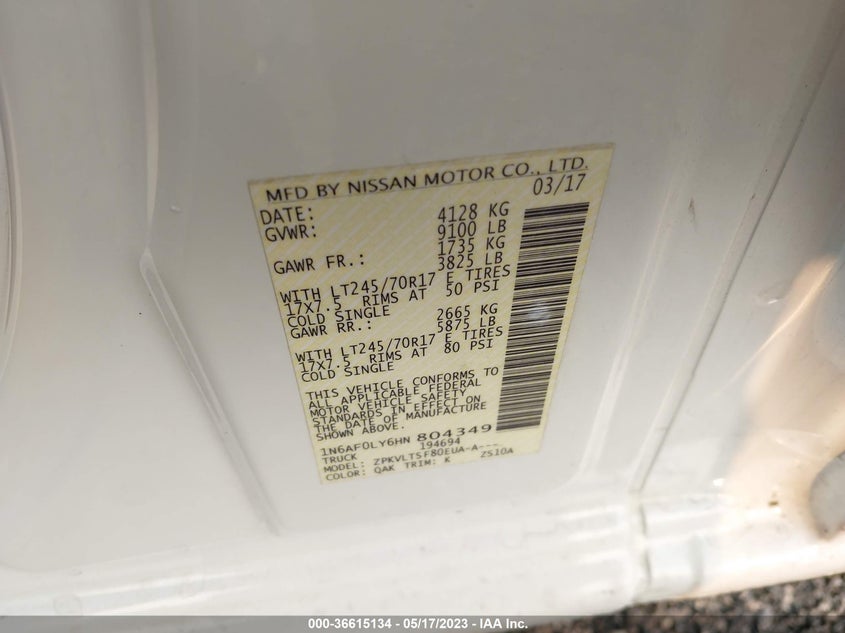 MFD BY NISSAN MOTOR CO., LTD.
DATE: 03/17
GVWR: 4128 KG
9100 LB
GAWR FR.: 1735 KG
3825 LB
WITH LT245/70R17 E TIRES
17X7.5 RIMS AT 50 PSI
COLD SINGLE
GAWR RR.: 2665 KG
5875 LB
WITH LT245/70R17 E TIRES
17X7.5 RIMS AT 80 PSI
COLD SINGLE
THIS VEHICLE CONFORMS TO
ALL APPLICABLE FEDERAL
MOTOR VEHICLE SAFETY
STANDARDS IN EFFECT ON
THE DATE OF MANUFACTURE
SHOWN ABOVE.
1N6AF0LY6HN 804349
TRUCK 194694
MODEL: ZPKVLTSF80EUA-A---
COLOR: QAK TRIM: K ZS10A
000-36615134 - 05/17/2023 - IAA Inc.